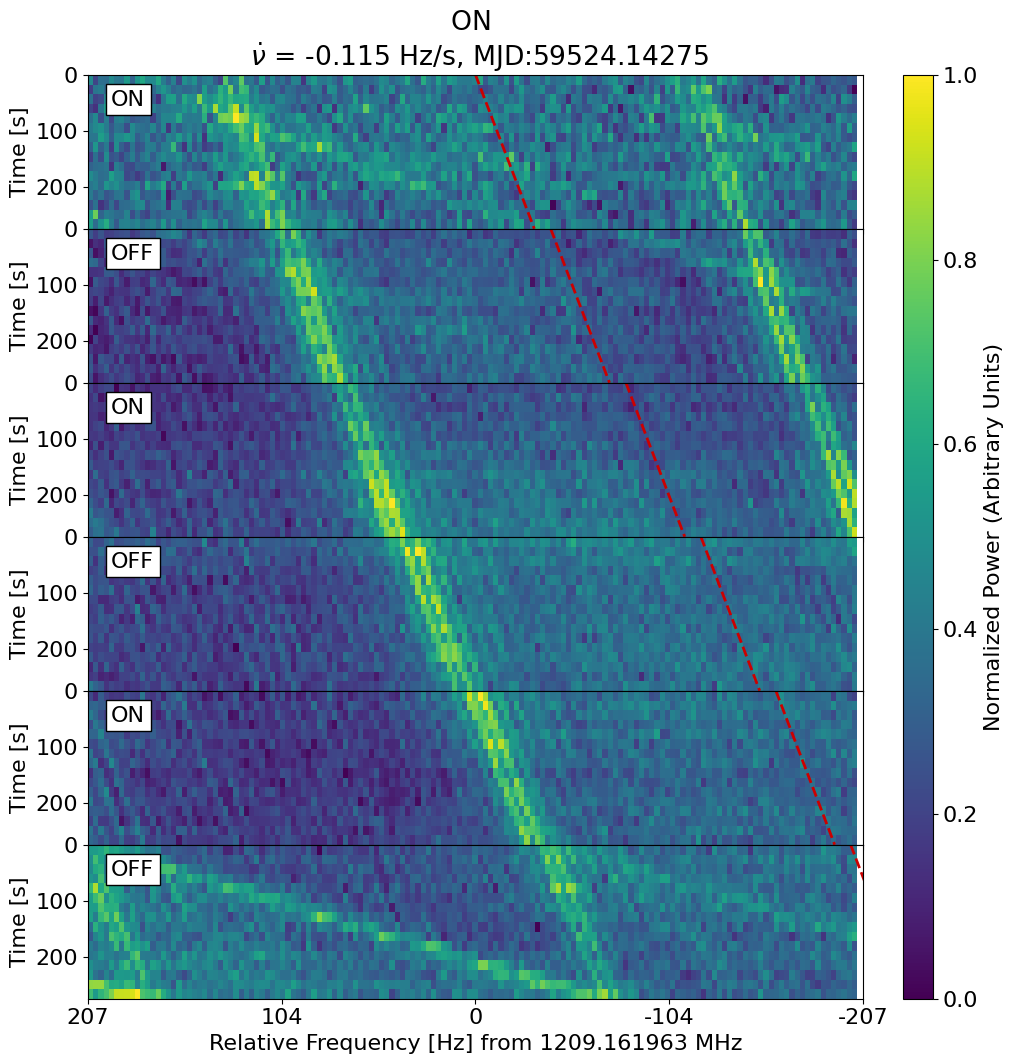 ON
ν̇ = -0.115 Hz/s, MJD:59524.14275
0
ON
1.0
Time [s]
100
200
0
OFF
0.8
Time [s]
100
200
0
ON
Time [s]
100
0.6
200
0
OFF
Time [s]
100
0.4
200
0
ON
Time [s]
100
200
0.2
0
OFF
Time [s]
100
200
0.0
Normalized Power (Arbitrary Units)
207
104
0
-104
-207
Relative Frequency [Hz] from 1209.161963 MHz